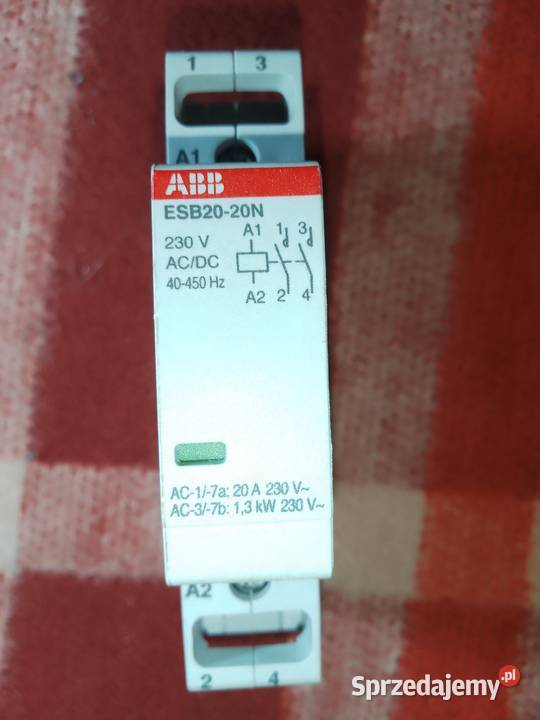 1 3
A1
ABB
ESB20-20N
230 V
AC/DC
40-450 Hz
A1 1 3
A2 2 4
AC-1/-7a: 20 A 230 V~
AC-3/-7b: 1,3 kW 230 V~
A2
2 4
Sprzedajemy.pl